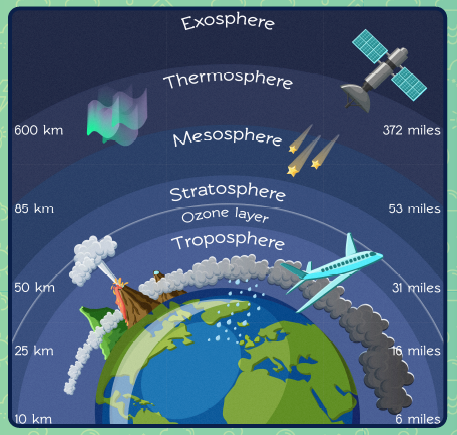 Exosphere
Thermosphere
600 km
372 miles
Mesosphere
Stratosphere
85 km
53 miles
Ozone layer
Troposphere
50 km
31 miles
25 km
16 miles
10 km
6 miles